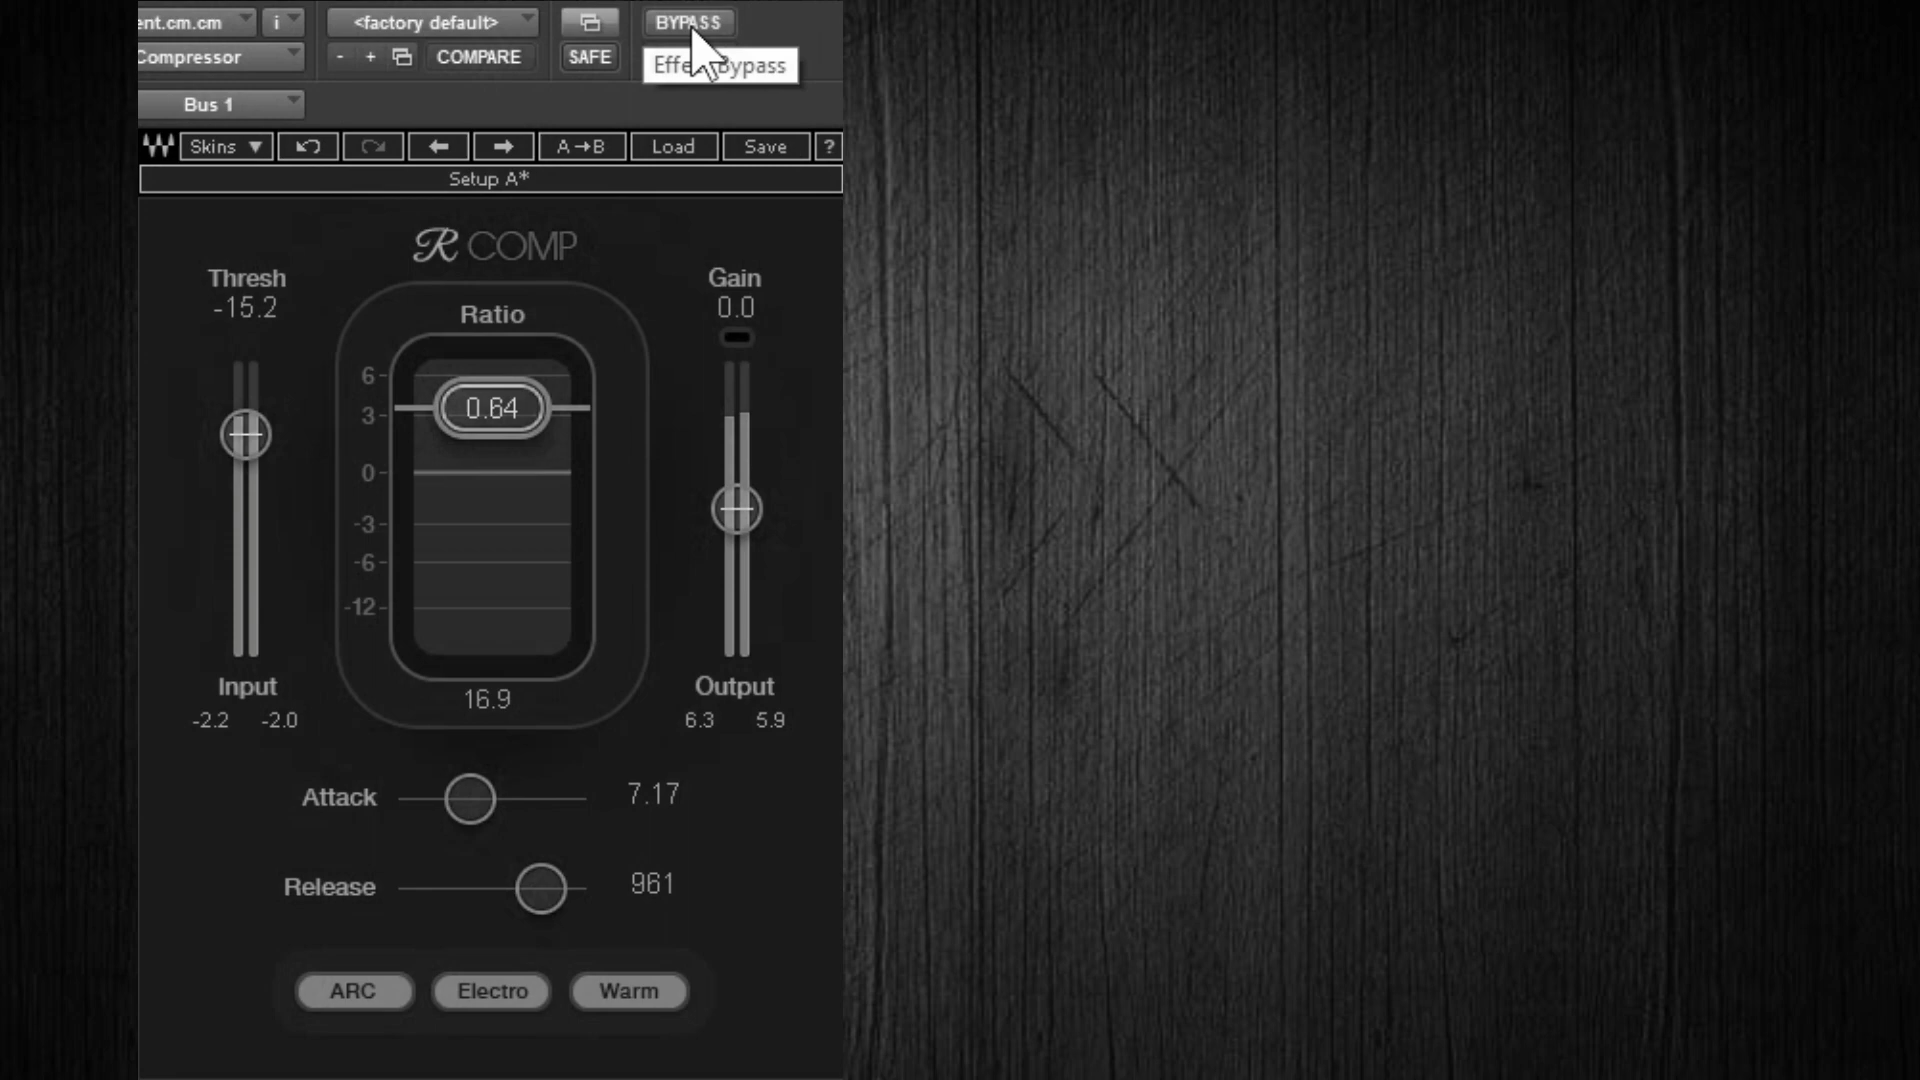 ent.cm.cm i <factory default> BYPASS
Compressor - + COMPARE SAFE Effe Bypass
Bus 1
Skins ▼ A→B Load Save ?
Setup A*
R COMP
Thresh Gain
-15.2 0.0
Ratio
6
3
0.64
0
-3
-6
-12
Input Output
16.9
-2.2 -2.0 6.3 5.9
Attack 7.17
Release 961
ARC Electro Warm